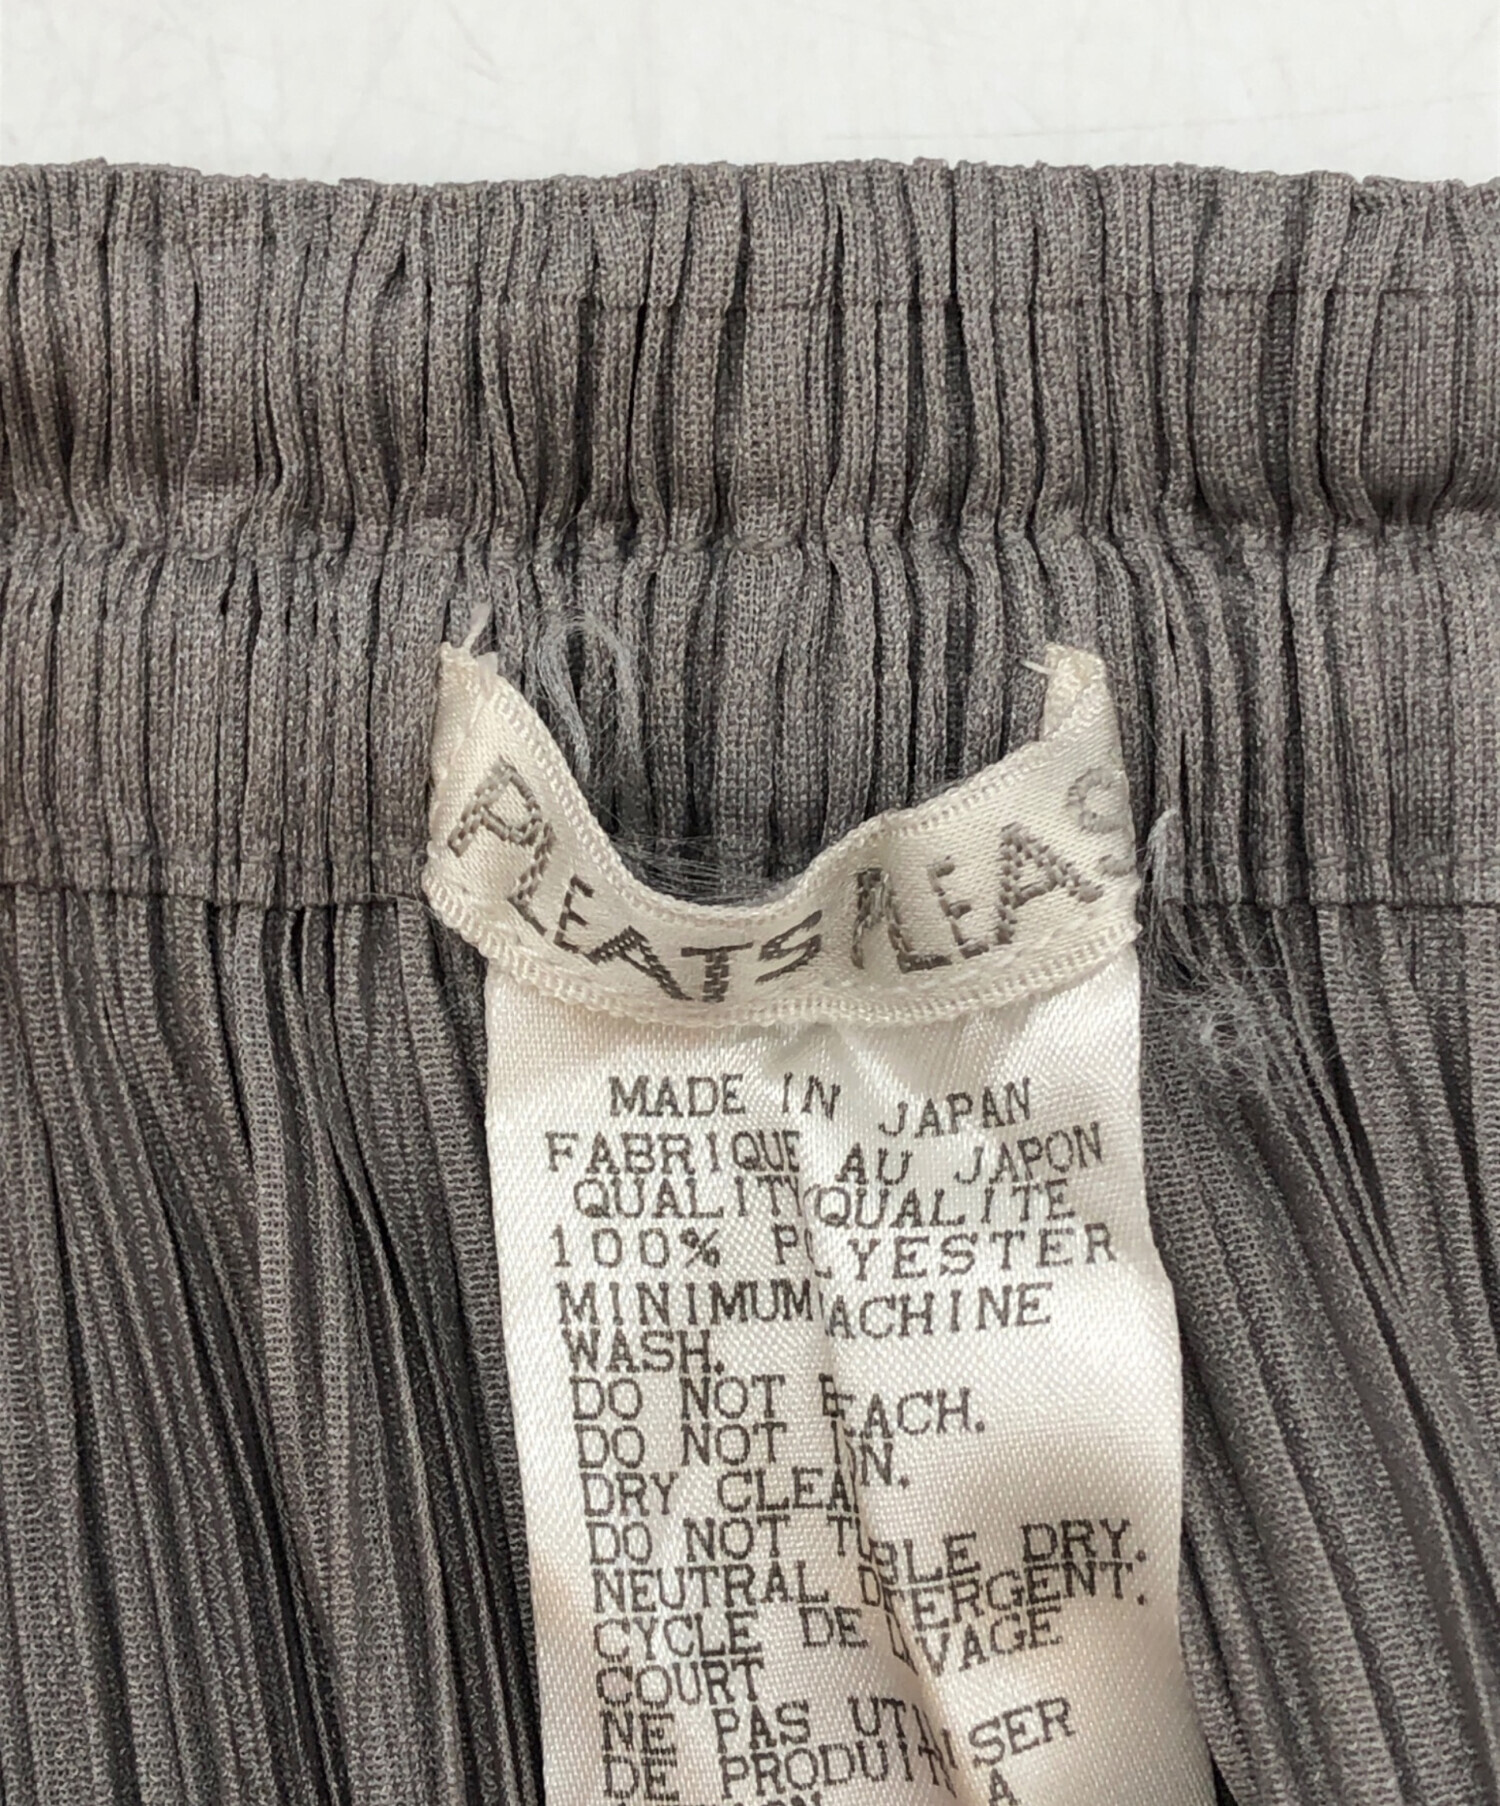 PLEATS PLEAS
MADE IN JAPAN
FABRIQUE AU JAPON
QUALITY QUALITE
100% POLYESTER
MINIMUM MACHINE
WASH.
DO NOT BLEACH.
DO NOT
DRY CLEAN.
DO NOT TUMBLE DRY.
NEUTRAL DETERGENT.
CYCLE DE LAVAGE
COURT
NE PAS UTILISER
DE PRODUIT A